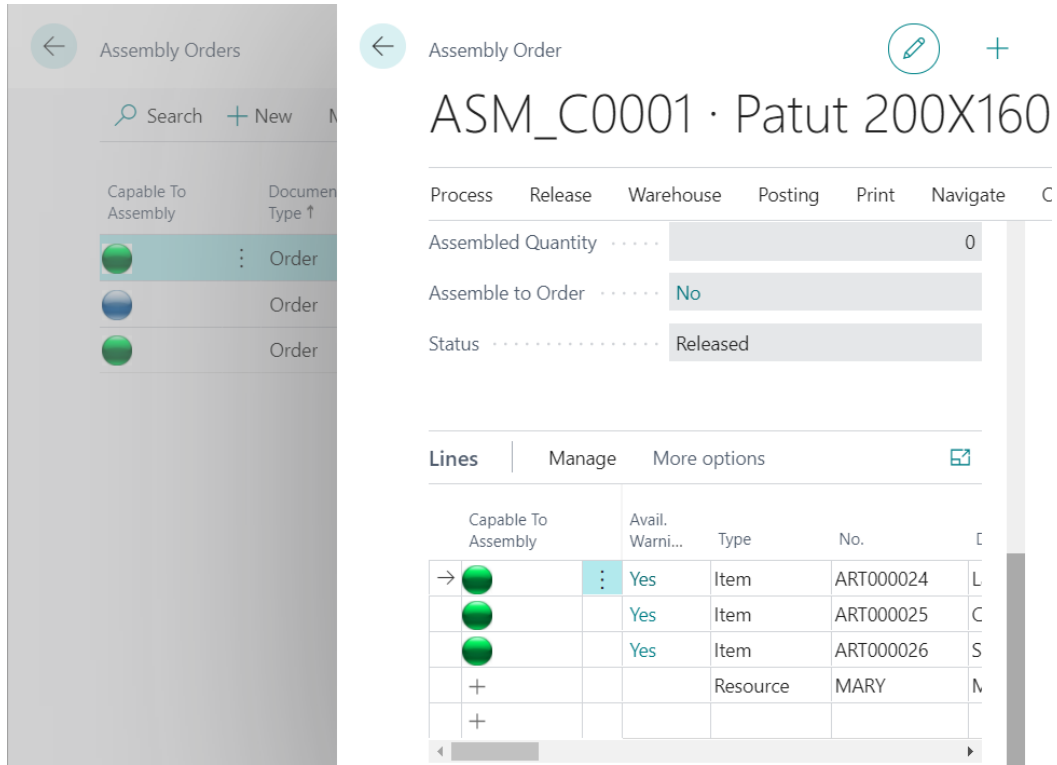 Assembly Orders
Search + New
Capable To Assembly
Documen
Type ↑
Order
Order
Order
Assembly Order
ASM_C0001 · Patut 200X160
Process Release Warehouse Posting Print Navigate
Assembled Quantity 0
Assemble to Order No
Status Released
Lines Manage More options
Capable To Assembly Avail. Warni... Type No.
Yes Item ART000024
Yes Item ART000025
Yes Item ART000026
Resource MARY